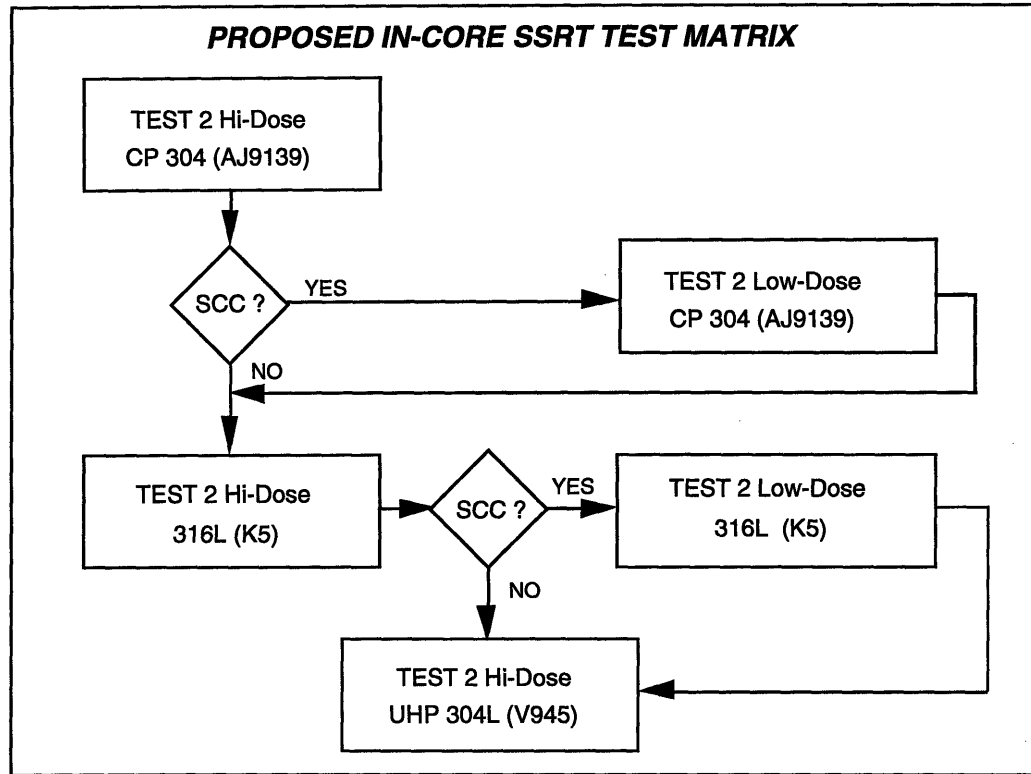 PROPOSED IN-CORE SSRT TEST MATRIX
TEST 2 Hi-Dose
CP 304 (AJ9139)
SCC ?
YES
TEST 2 Low-Dose
CP 304 (AJ9139)
NO
TEST 2 Hi-Dose
316L (K5)
SCC ?
YES
TEST 2 Low-Dose
316L (K5)
NO
TEST 2 Hi-Dose
UHP 304L (V945)